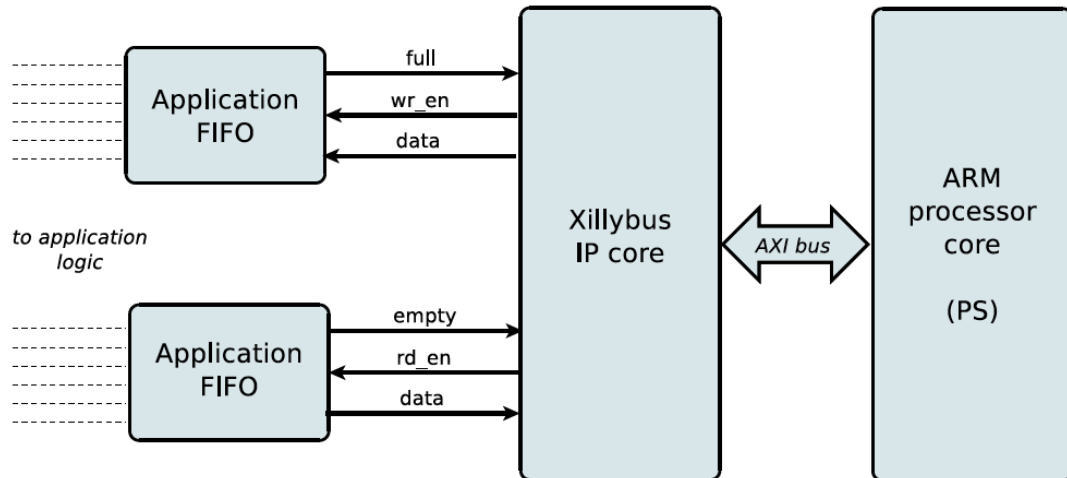 full
wr_en
data
Application
FIFO
to application
logic
empty
rd_en
data
Application
FIFO
Xillybus
IP core
AXI bus
ARM
processor
core
(PS)